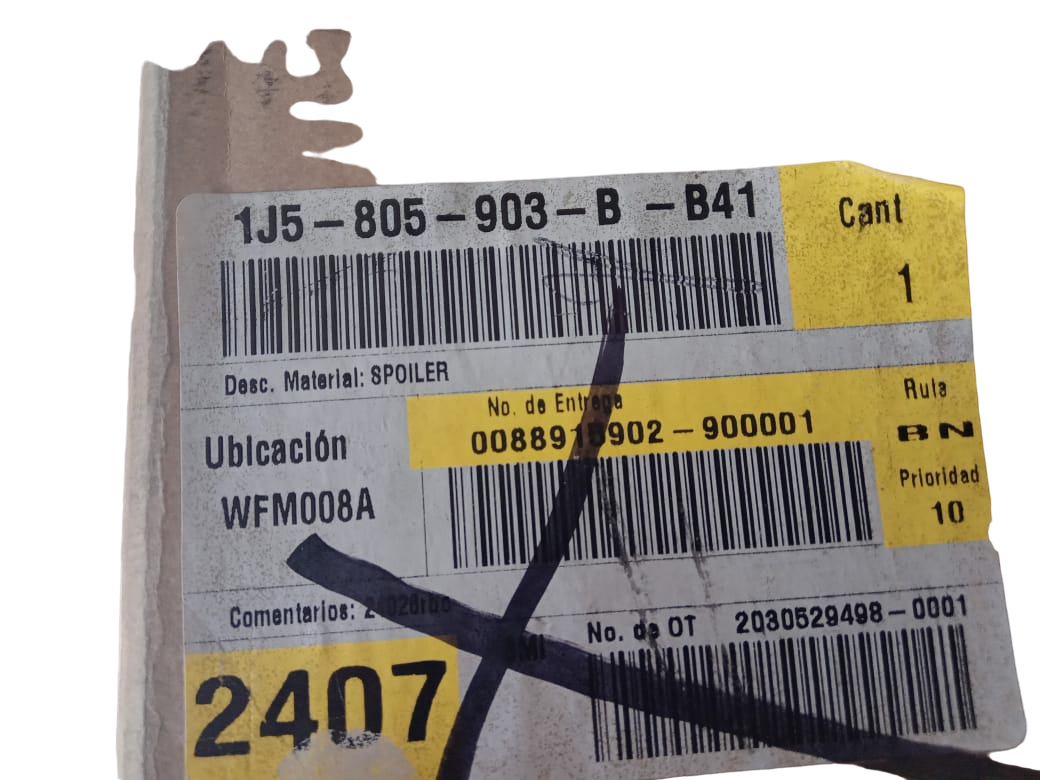 1J5-805-903-B -B41
Cant
1
Desc. Material: SPOILER
No. de Entrega
Ruta
Ubicación
-900001
BN
WFM008A
Prioridad
10
Comentarios:
No. de OT 2030529498-0001
2407